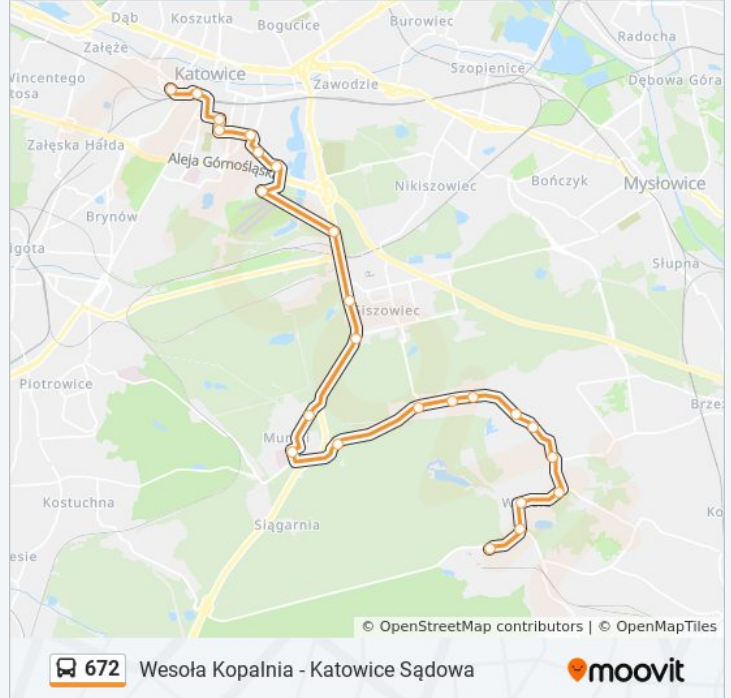 Dąb
Koszutka
Bogucice
Burowiec
Radocha
Załęże
Szopienice
Katowice
Zawodzie
Dębowa Góra
Wincentego
tosa
Załęska Hałda
Aleja Górnośląska
Bończyk
Nikiszowiec
Mysłowice
Brynów
igota
Słupna
P
Giszowiec
Piotrowice
Brze
Mur
Kostuchna
W
Ko
Siągarnia
esie
© OpenStreetMap contributors | © OpenMapTiles
672 Wesoła Kopalnia - Katowice Sądowa
moovit